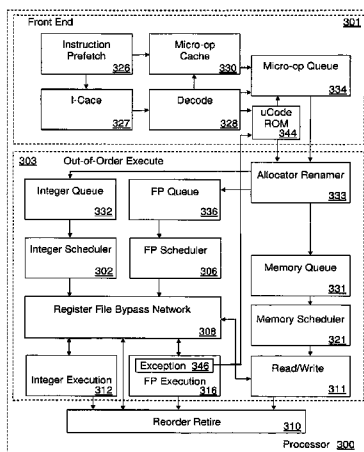 Front End
301
Instruction
Prefetch
326
Micro-op
Cache
330
Micro-op Queue
334
I-Cace
327
Decode
328
uCode
ROM
344
303
Out-of-Order Execute
Allocator Renamer
333
Integer Queue
332
FP Queue
336
Integer Scheduler
302
FP Scheduler
306
Memory Queue
331
Register File Bypass Network
308
Memory Scheduler
321
Integer Execution
312
Exception 346
FP Execution
316
Read/Write
311
Reorder Retire
310
Processor 300